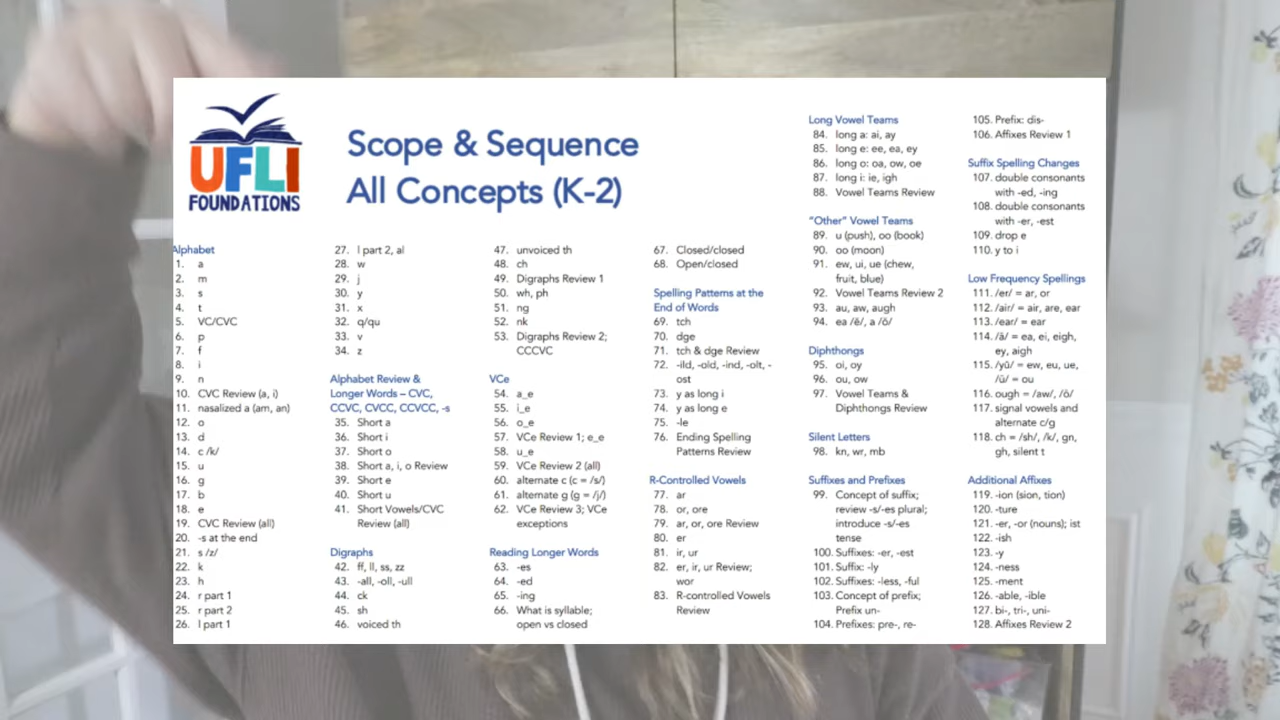 UFLI
FOUNDATIONS
Scope & Sequence
All Concepts (K-2)
Alphabet
1. a
2. m
3. s
4. t
5. VC/CVC
6. p
7. f
8. i
9. n
10. CVC Review (a, i)
11. nasalized a (am, an)
12. o
13. d
14. c /k/
15. u
16. g
17. b
18. e
19. CVC Review (all)
20. -s at the end
21. s /z/
22. k
23. h
24. r part 1
25. r part 2
26. l part 1
27. l part 2, al
28. w
29. j
30. y
31. x
32. q/qu
33. v
34. z
Alphabet Review &
Longer Words – CVC,
CCVC, CVCC, CCVCC, -s
35. Short a
36. Short i
37. Short o
38. Short a, i, o Review
39. Short e
40. Short u
41. Short Vowels/CVC
Review (all)
Digraphs
42. ff, ll, ss, zz
43. -all, -oll, -ull
44. ck
45. sh
46. voiced th
47. unvoiced th
48. ch
49. Digraphs Review 1
50. wh, ph
51. ng
52. nk
53. Digraphs Review 2;
CCCVC
VCe
54. a_e
55. i_e
56. o_e
57. VCe Review 1; e_e
58. u_e
59. VCe Review 2 (all)
60. alternate c (c = /s/)
61. alternate g (g = /j/)
62. VCe Review 3; VCe
exceptions
Reading Longer Words
63. -es
64. -ed
65. -ing
66. What is syllable;
open vs closed
67. Closed/closed
68. Open/closed
Spelling Patterns at the
End of Words
69. tch
70. dge
71. tch & dge Review
72. -ild, -old, -ind, -olt, -
ost
73. y as long i
74. y as long e
75. -le
76. Ending Spelling
Patterns Review
R-Controlled Vowels
77. ar
78. or, ore
79. ar, or, ore Review
80. er
81. ir, ur
82. er, ir, ur Review;
wor
83. R-controlled Vowels
Review
Long Vowel Teams
84. long a: ai, ay
85. long e: ee, ea, ey
86. long o: oa, ow, oe
87. long i: ie, igh
88. Vowel Teams Review
“Other” Vowel Teams
89. u (push), oo (book)
90. oo (moon)
91. ew, ui, ue (chew,
fruit, blue)
92. Vowel Teams Review 2
93. au, aw, augh
94. ea /ĕ/, a /ŏ/
Diphthongs
95. oi, oy
96. ou, ow
97. Vowel Teams &
Diphthongs Review
Silent Letters
98. kn, wr, mb
Suffixes and Prefixes
99. Concept of suffix;
review -s/-es plural;
introduce -s/-es
tense
100. Suffixes: -er, -est
101. Suffix: -ly
102. Suffixes: -less, -ful
103. Concept of prefix;
Prefix un-
104. Prefixes: pre-, re-
105. Prefix: dis-
106. Affixes Review 1
Suffix Spelling Changes
107. double consonants
with -ed, -ing
108. double consonants
with -er, -est
109. drop e
110. y to i
Low Frequency Spellings
111. /er/ = ar, or
112. /air/ = air, are, ear
113. /ear/ = ear
114. /ā/ = ea, ei, eigh,
ey, aigh
115. /yū/ = ew, eu, ue,
/ū/ = ou
116. ough = /aw/, /ō/
117. signal vowels and
alternate c/g
118. ch = /sh/, /k/, gn,
gh, silent t
Additional Affixes
119. -ion (sion, tion)
120. -ture
121. -er, -or (nouns); ist
122. -ish
123. -y
124. -ness
125. -ment
126. -able, -ible
127. bi-, tri-, uni-
128. Affixes Review 2